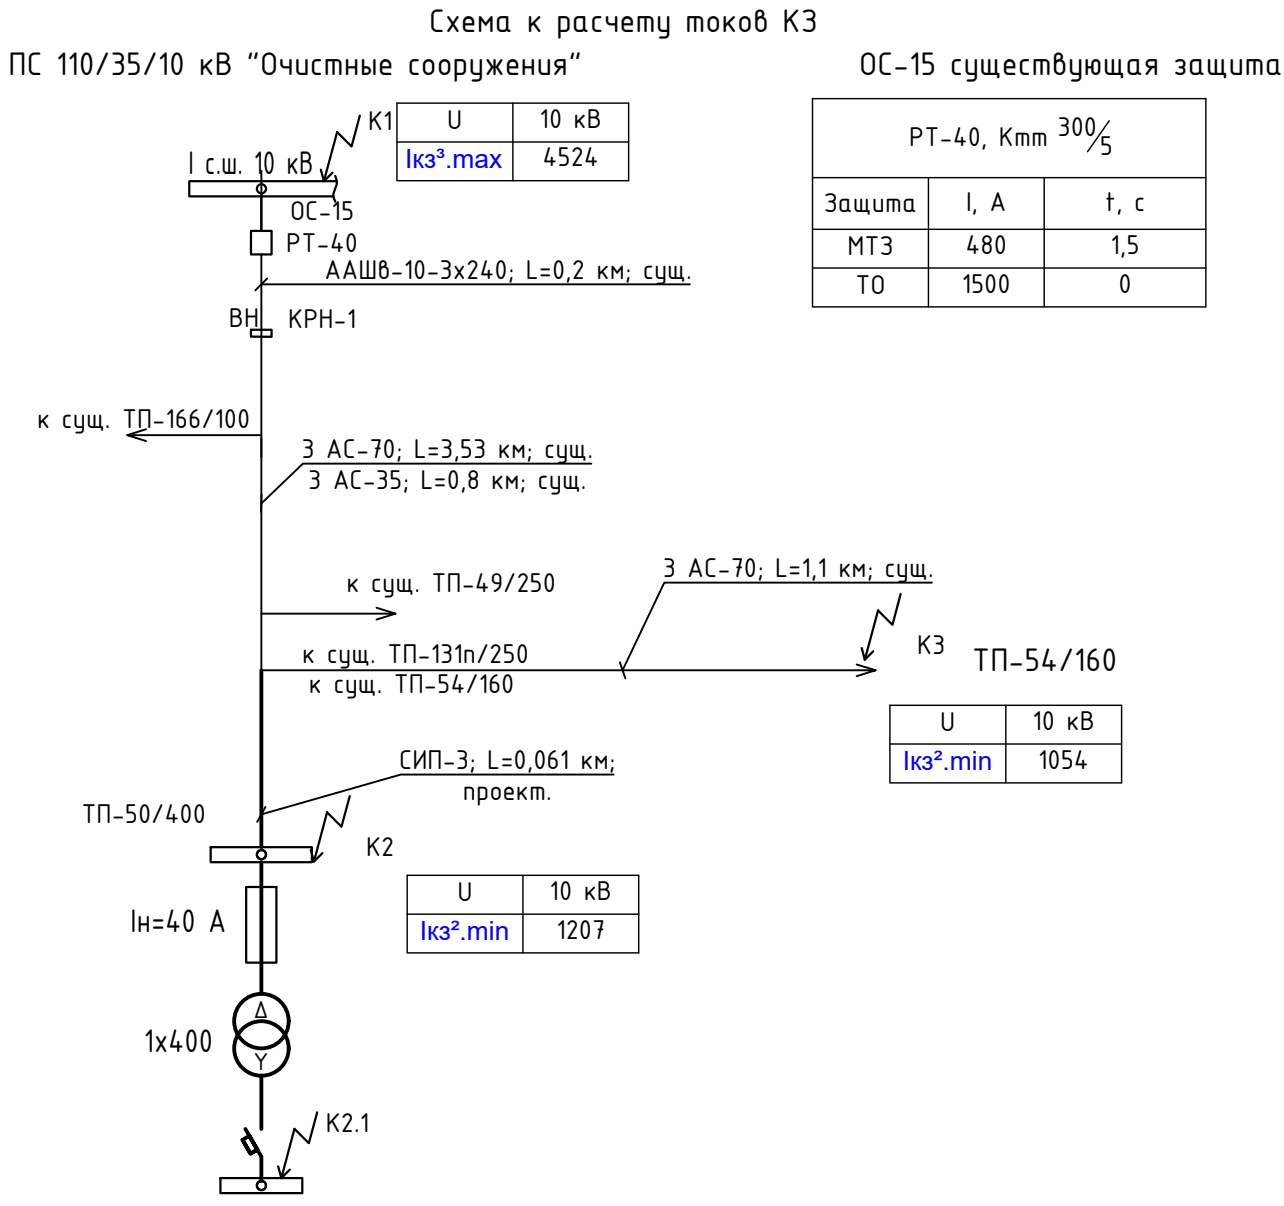 Схема к расчету токов КЗ
ПС 110/35/10 кВ "Очистные сооружения"
ОС-15 существующая защита
К1
U 10 кВ
Iкз³.max 4524
РТ-40, Ктт 300/5
Защита I, А t, с
МТЗ 480 1,5
ТО 1500 0
I с.ш. 10 кВ
ОС-15
РТ-40
ААШв-10-3х240; L=0,2 км; сущ.
ВН КРН-1
к сущ. ТП-166/100
3 АС-70; L=3,53 км; сущ.
3 АС-35; L=0,8 км; сущ.
3 АС-70; L=1,1 км; сущ.
к сущ. ТП-49/250
к сущ. ТП-131п/250
к сущ. ТП-54/160
К3
ТП-54/160
U 10 кВ
Iкз².min 1054
СИП-3; L=0,061 км;
проект.
ТП-50/400
К2
U 10 кВ
Iкз².min 1207
Iн=40 А
Δ
1х400
Y
К2.1